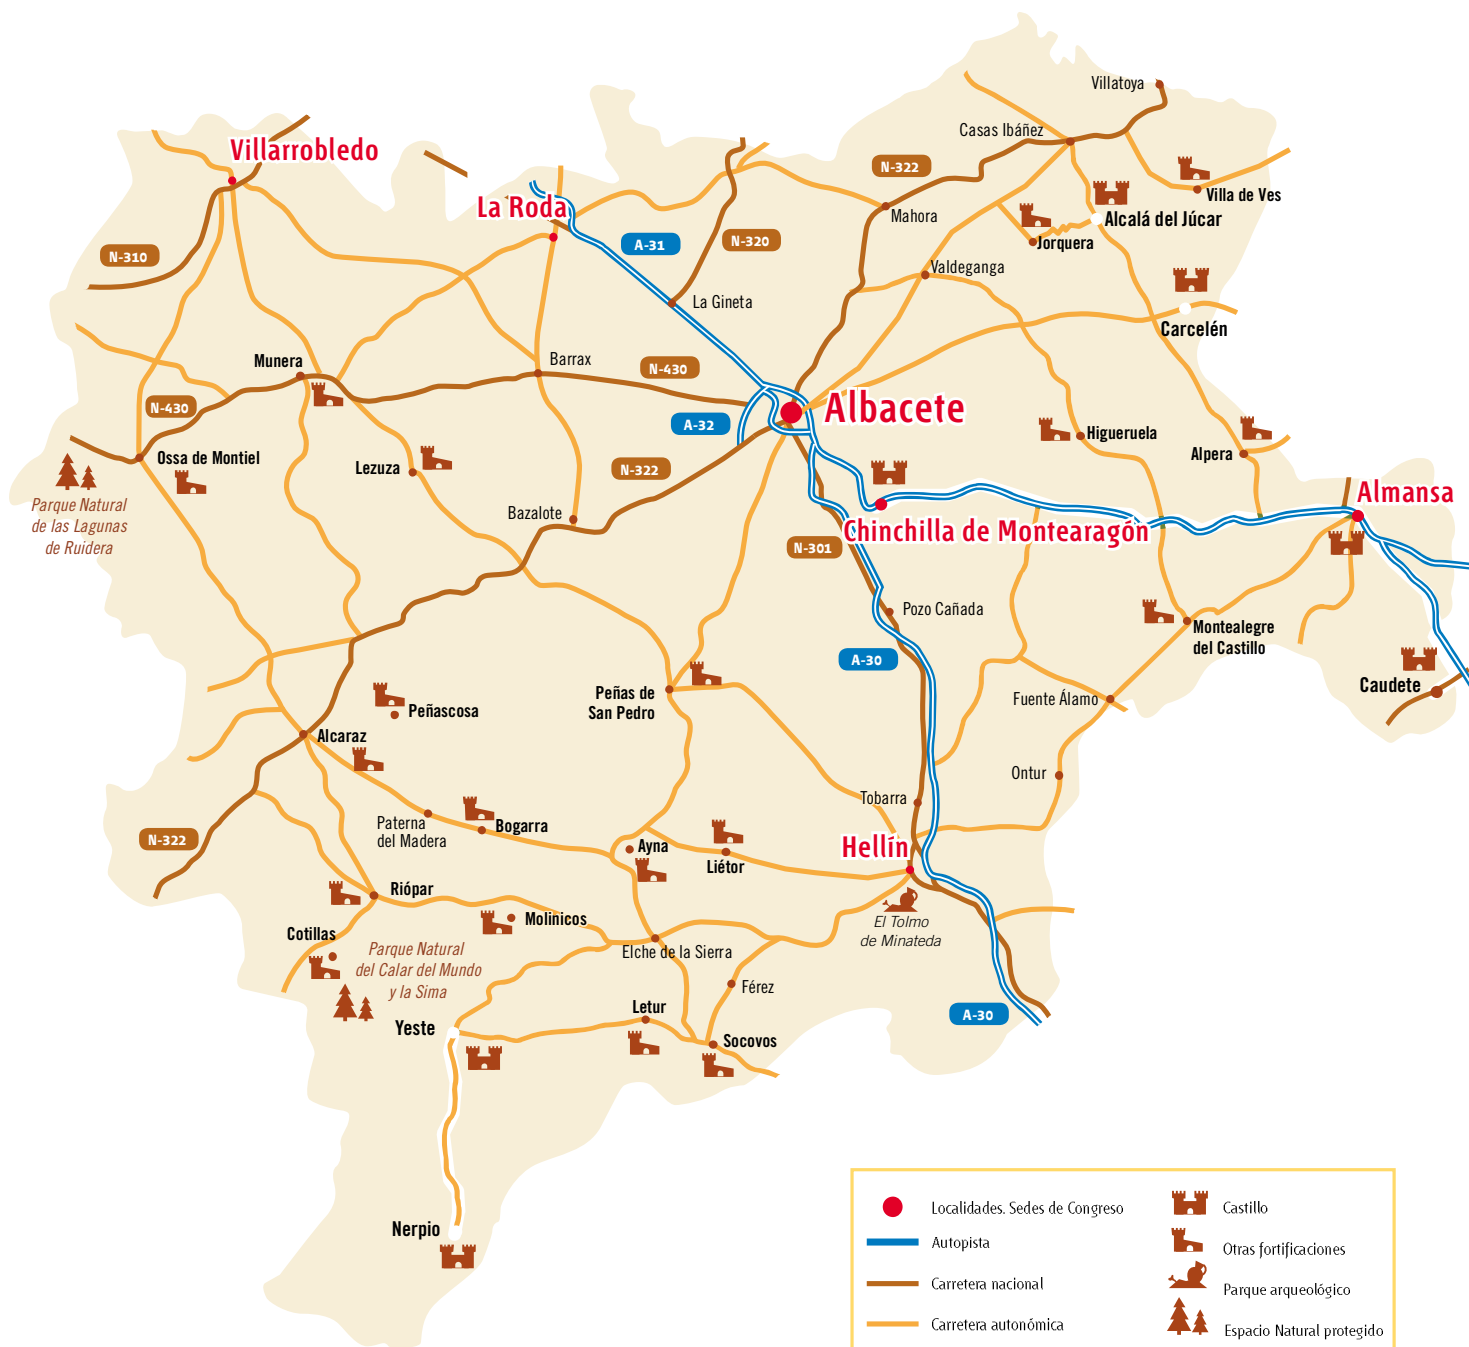 Villatoya
Casas Ibáñez
Villarrobledo
N-322
Villa de Ves
La Roda
Mahora
Alcalá del Júcar
N-310
A-31
N-320
Jorquera
Valdeganga
La Gineta
Carcelén
Munera
Barrax
N-430
N-430
A-32
Albacete
Higueruela
Ossa de Montiel
Lezuza
N-322
Alpera
Parque Natural
de las Lagunas
de Ruidera
Bazalote
Almansa
Chinchilla de Montearagón
N-301
Pozo Cañada
Montealegre
del Castillo
A-30
Caudete
Peñas de
San Pedro
Fuente Álamo
Peñascosa
Alcaraz
Ontur
Tobarra
Paterna
del Madera
Bogarra
N-322
Ayna
Liétor
Hellín
Riópar
Molinicos
El Tolmo
de Minateda
Cotillas
Parque Natural
del Calar del Mundo
y la Sima
Elche de la Sierra
Férez
Letur
A-30
Yeste
Socovos
Nerpio
Localidades. Sedes de Congreso
Autopista
Carretera nacional
Carretera autonómica
Castillo
Otras fortificaciones
Parque arqueológico
Espacio Natural protegido